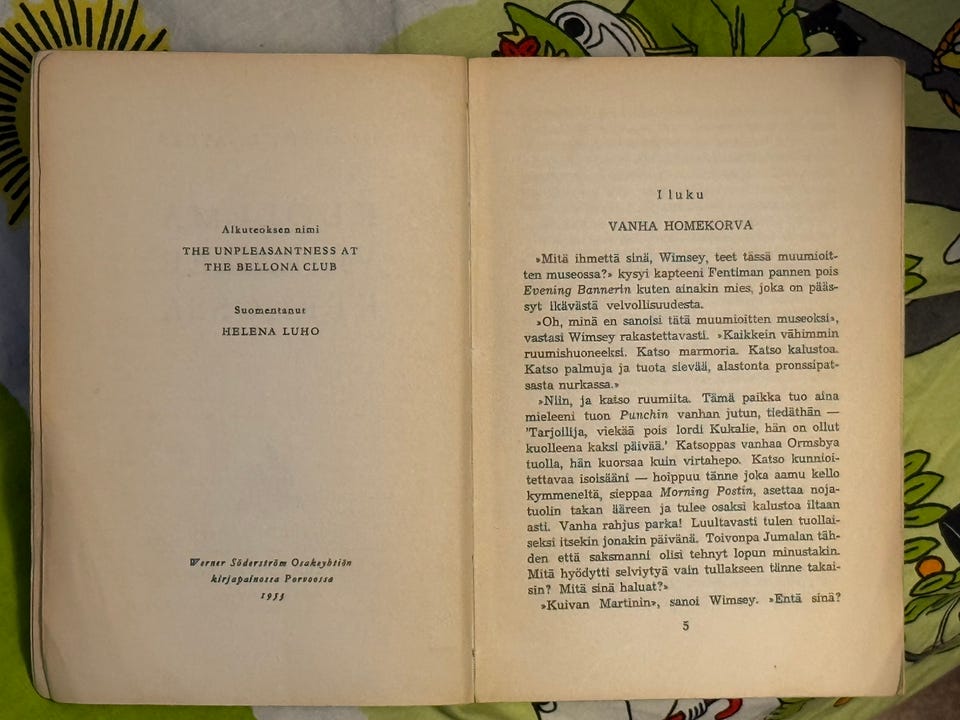 Alkuteoksen nimi
THE UNPLEASANTNESS AT
THE BELLONA CLUB
Suomentanut
HELENA LUHO
Werner Söderström Osakeyhtiön
kirjapainossa Porvoossa
1955
I luku
VANHA HOMEKORVA
»Mitä ihmettä sinä, Wimsey, teet tässä muumioit-
ten museossa?» kysyi kapteeni Fentiman pannen pois
Evening Bannerin kuten ainakin mies, joka on pääs-
syt ikävästä velvollisuudesta.
»Oh, minä en sanoisi tätä muumioitten museoksi»,
vastasi Wimsey rakastettavasti. »Kaikkein vähimmin
ruumishuoneeksi. Katso marmoria. Katso kalustoa.
Katso palmuja ja tuota sievää, alastonta pronssipat-
sasta nurkassa.»
»Niin, ja katso ruumiita. Tämä paikka tuo aina
mieleeni tuon Punchin vanhan jutun, tiedäthän —
'Tarjoilija, viekää pois lordi Kukalie, hän on ollut
kuolleena kaksi päivää.' Katsoppas vanhaa Ormsbya
tuolla, hän kuorsaa kuin virtahepo. Katso kunnioi-
tettavaa isoisääni — hoippuu tänne joka aamu kello
kymmeneltä, sieppaa Morning Postin, asettaa noja-
tuolin takan ääreen ja tulee osaksi kalustoa iltaan
asti. Vanha rahjus parka! Luultavasti tulen tuollai-
seksi itsekin jonakin päivänä. Toivonpa Jumalan täh-
den että saksmanni olisi tehnyt lopun minustakin.
Mitä hyödytti selviytyä vain tullakseen tänne takai-
sin? Mitä sinä haluat?»
»Kuivan Martinin», sanoi Wimsey. »Entä sinä?
5